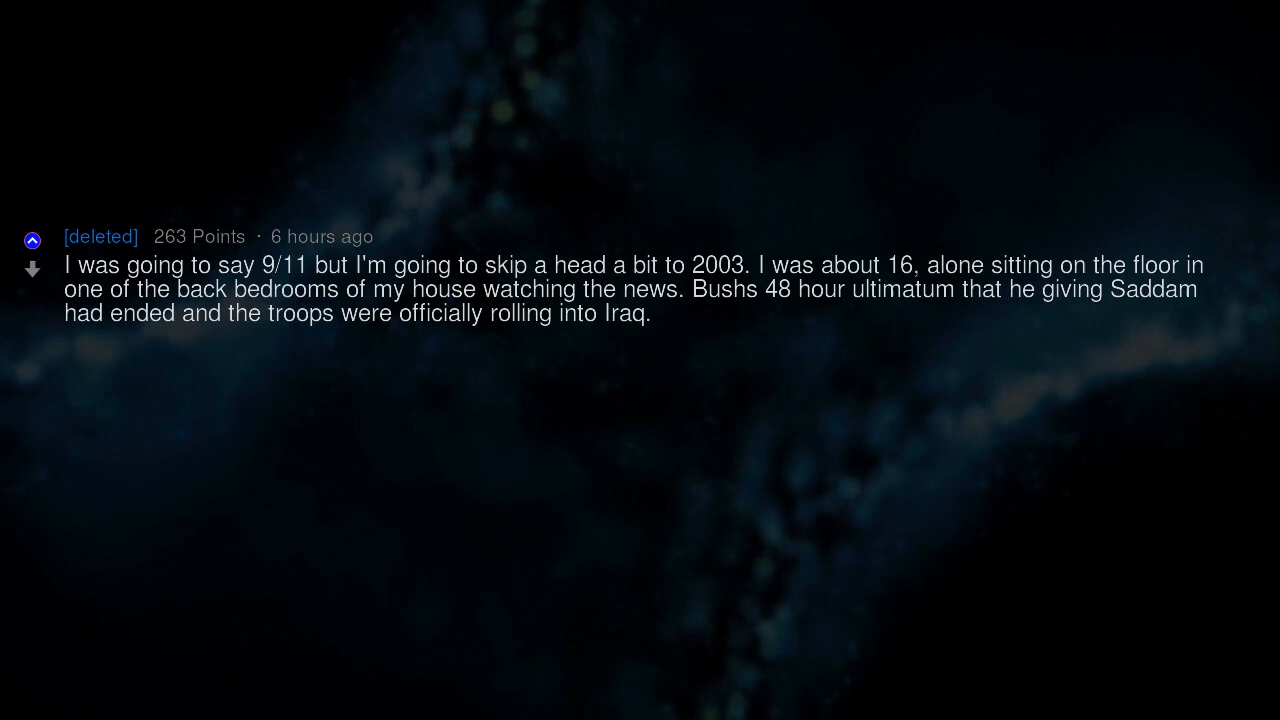 [deleted] 263 Points · 6 hours ago
I was going to say 9/11 but I'm going to skip a head a bit to 2003. I was about 16, alone sitting on the floor in
one of the back bedrooms of my house watching the news. Bushs 48 hour ultimatum that he giving Saddam
had ended and the troops were officially rolling into Iraq.